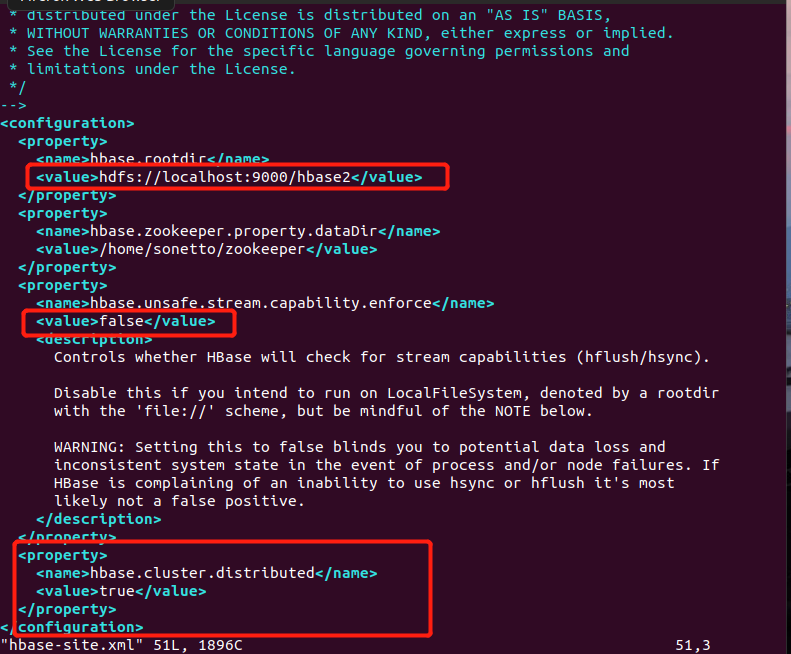 * distributed under the License is distributed on an "AS IS" BASIS,
* WITHOUT WARRANTIES OR CONDITIONS OF ANY KIND, either express or implied.
* See the License for the specific language governing permissions and
* limitations under the License.
*/
-->
<configuration>
<property>
<name>hbase.rootdir</name>
<value>hdfs://localhost:9000/hbase2</value>
</property>
<property>
<name>hbase.zookeeper.property.dataDir</name>
<value>/home/sonetto/zookeeper</value>
</property>
<property>
<name>hbase.unsafe.stream.capability.enforce</name>
<value>false</value>
<description>
Controls whether HBase will check for stream capabilities (hflush/hsync).
Disable this if you intend to run on LocalFileSystem, denoted by a rootdir
with the 'file://' scheme, but be mindful of the NOTE below.
WARNING: Setting this to false blinds you to potential data loss and
inconsistent system state in the event of process and/or node failures. If
HBase is complaining of an inability to use hsync or hflush it's most
likely not a false positive.
</description>
</property>
<property>
<name>hbase.cluster.distributed</name>
<value>true</value>
</property>
</configuration>
"hbase-site.xml" 51L, 1896C 51,3